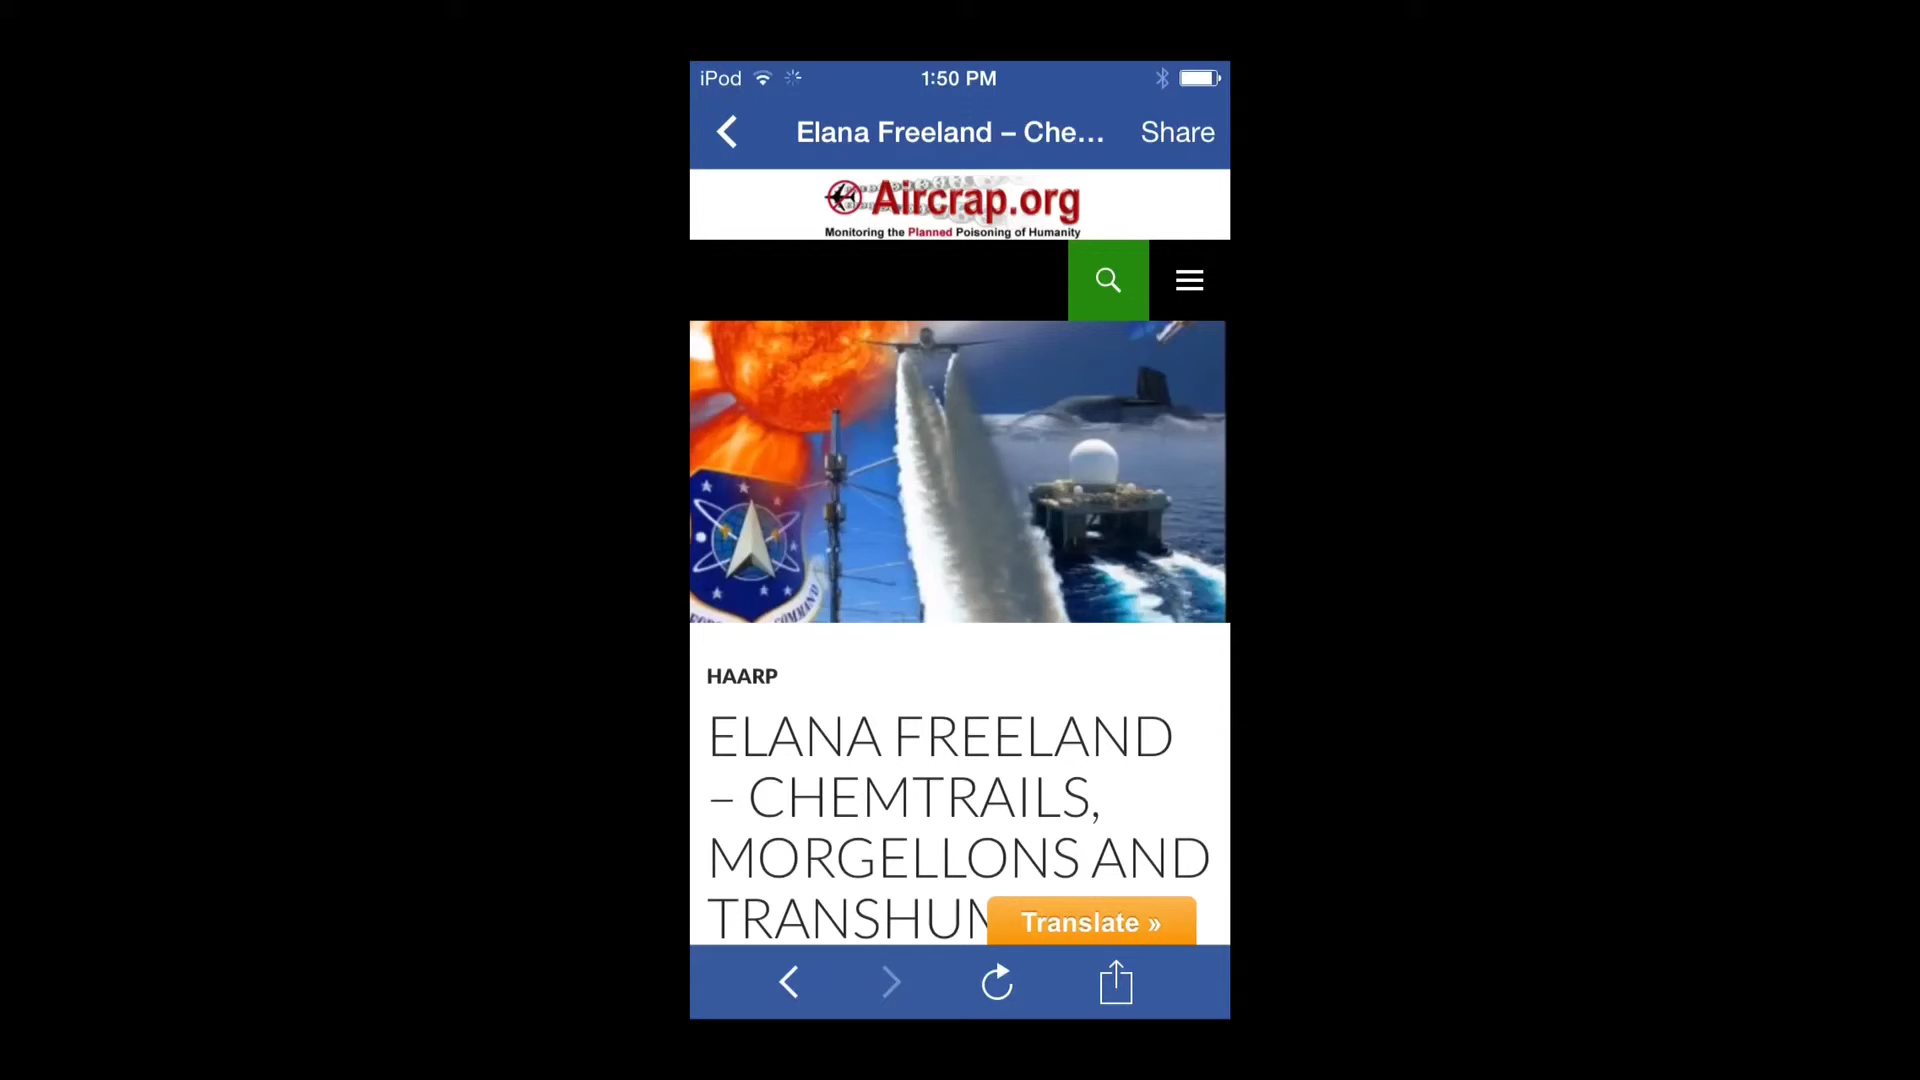 iPod
1:50 PM
Elana Freeland – Che...
Share
Aircrap.org
Monitoring the Planned Poisoning of Humanity
COMMAND
HAARP
ELANA FREELAND
– CHEMTRAILS,
MORGELLONS AND
Translate »